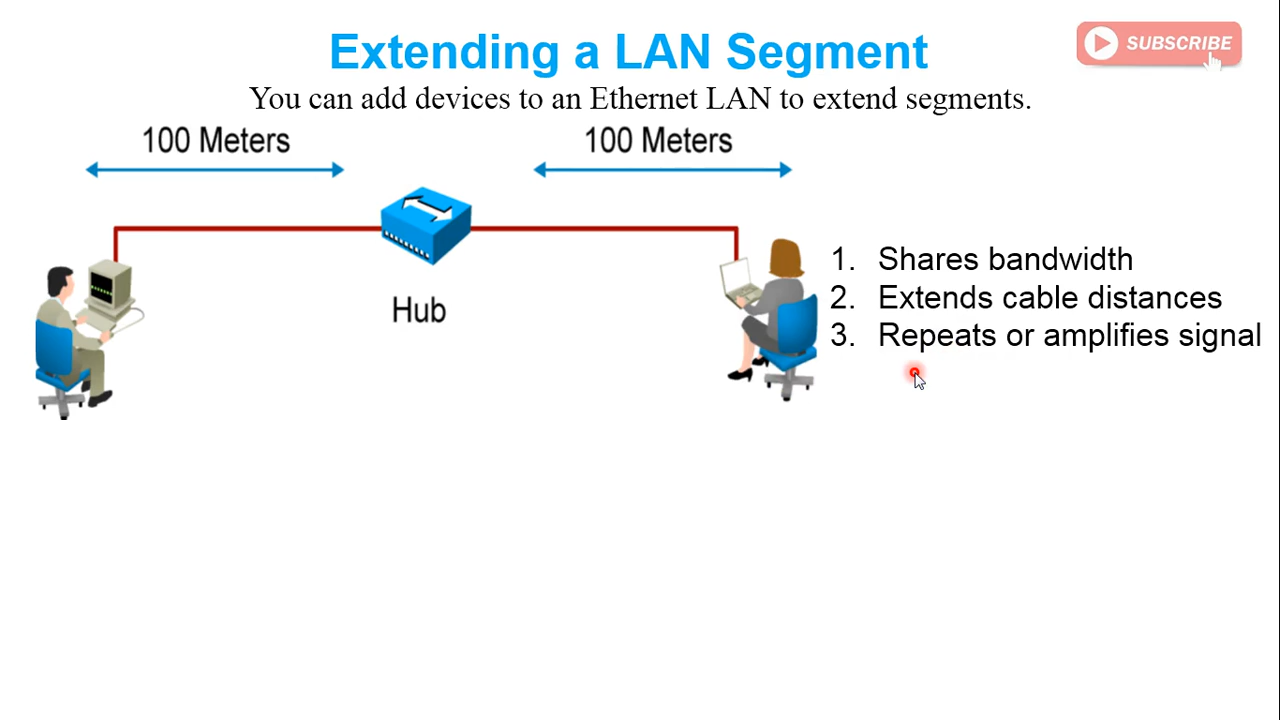 Extending a LAN Segment
SUBSCRIBE
You can add devices to an Ethernet LAN to extend segments.
100 Meters
100 Meters
Hub
1. Shares bandwidth
2. Extends cable distances
3. Repeats or amplifies signal